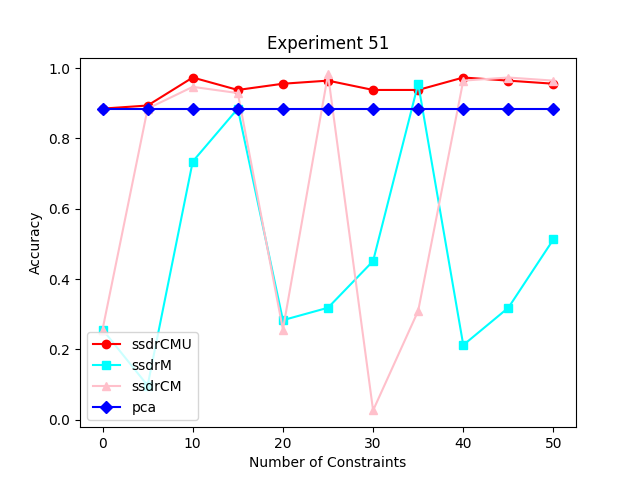 Experiment 51
1.0
0.8
0.6
0.4
0.2
0.0
Accuracy
ssdrCMU
ssdrM
ssdrCM
pca
0 10 20 30 40 50
Number of Constraints